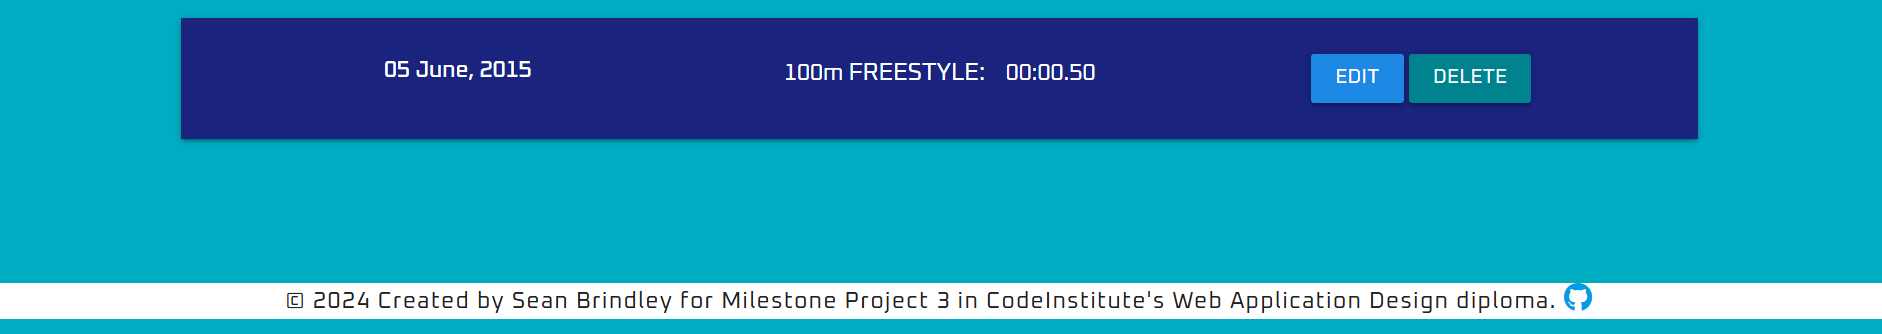 05 June, 2015 100m FREESTYLE: 00:00.50 EDIT DELETE
© 2024 Created by Sean Brindley for Milestone Project 3 in CodeInstitute's Web Application Design diploma.